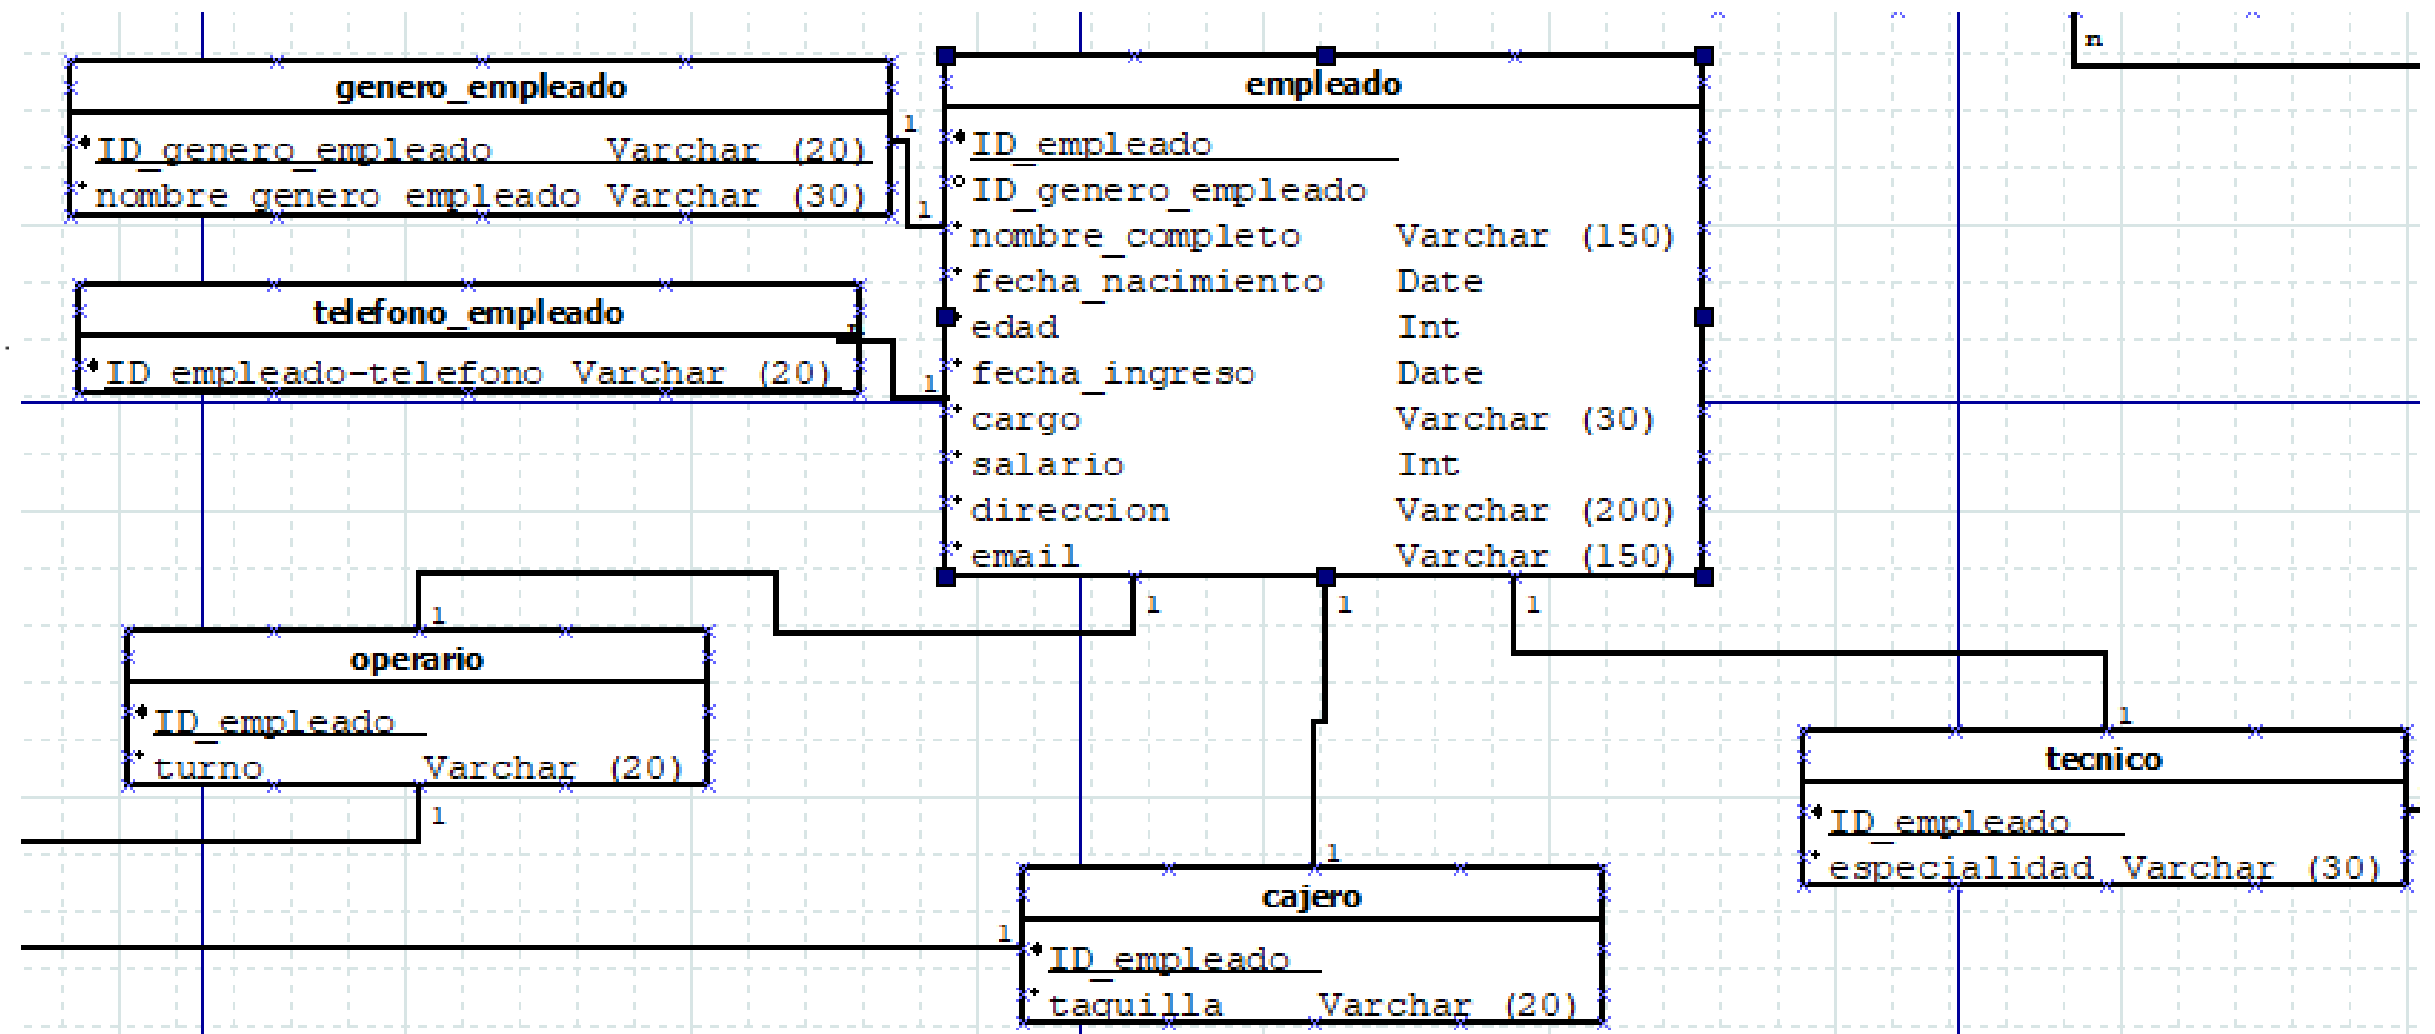 genero_empleado
ID_genero_empleado Varchar (20)
nombre_genero_empleado Varchar (30)
1
1
telefono_empleado
ID_empleado-telefono Varchar (20)
1
empleado
ID_empleado
ID_genero_empleado
nombre_completo Varchar (150)
fecha_nacimiento Date
edad Int
fecha_ingreso Date
cargo Varchar (30)
salario Int
direccion Varchar (200)
email Varchar (150)
n
1
1
1
1
operario
ID_empleado
turno Varchar (20)
1
1
tecnico
ID_empleado
especialidad Varchar (30)
1
1
cajero
ID_empleado
taquilla Varchar (20)